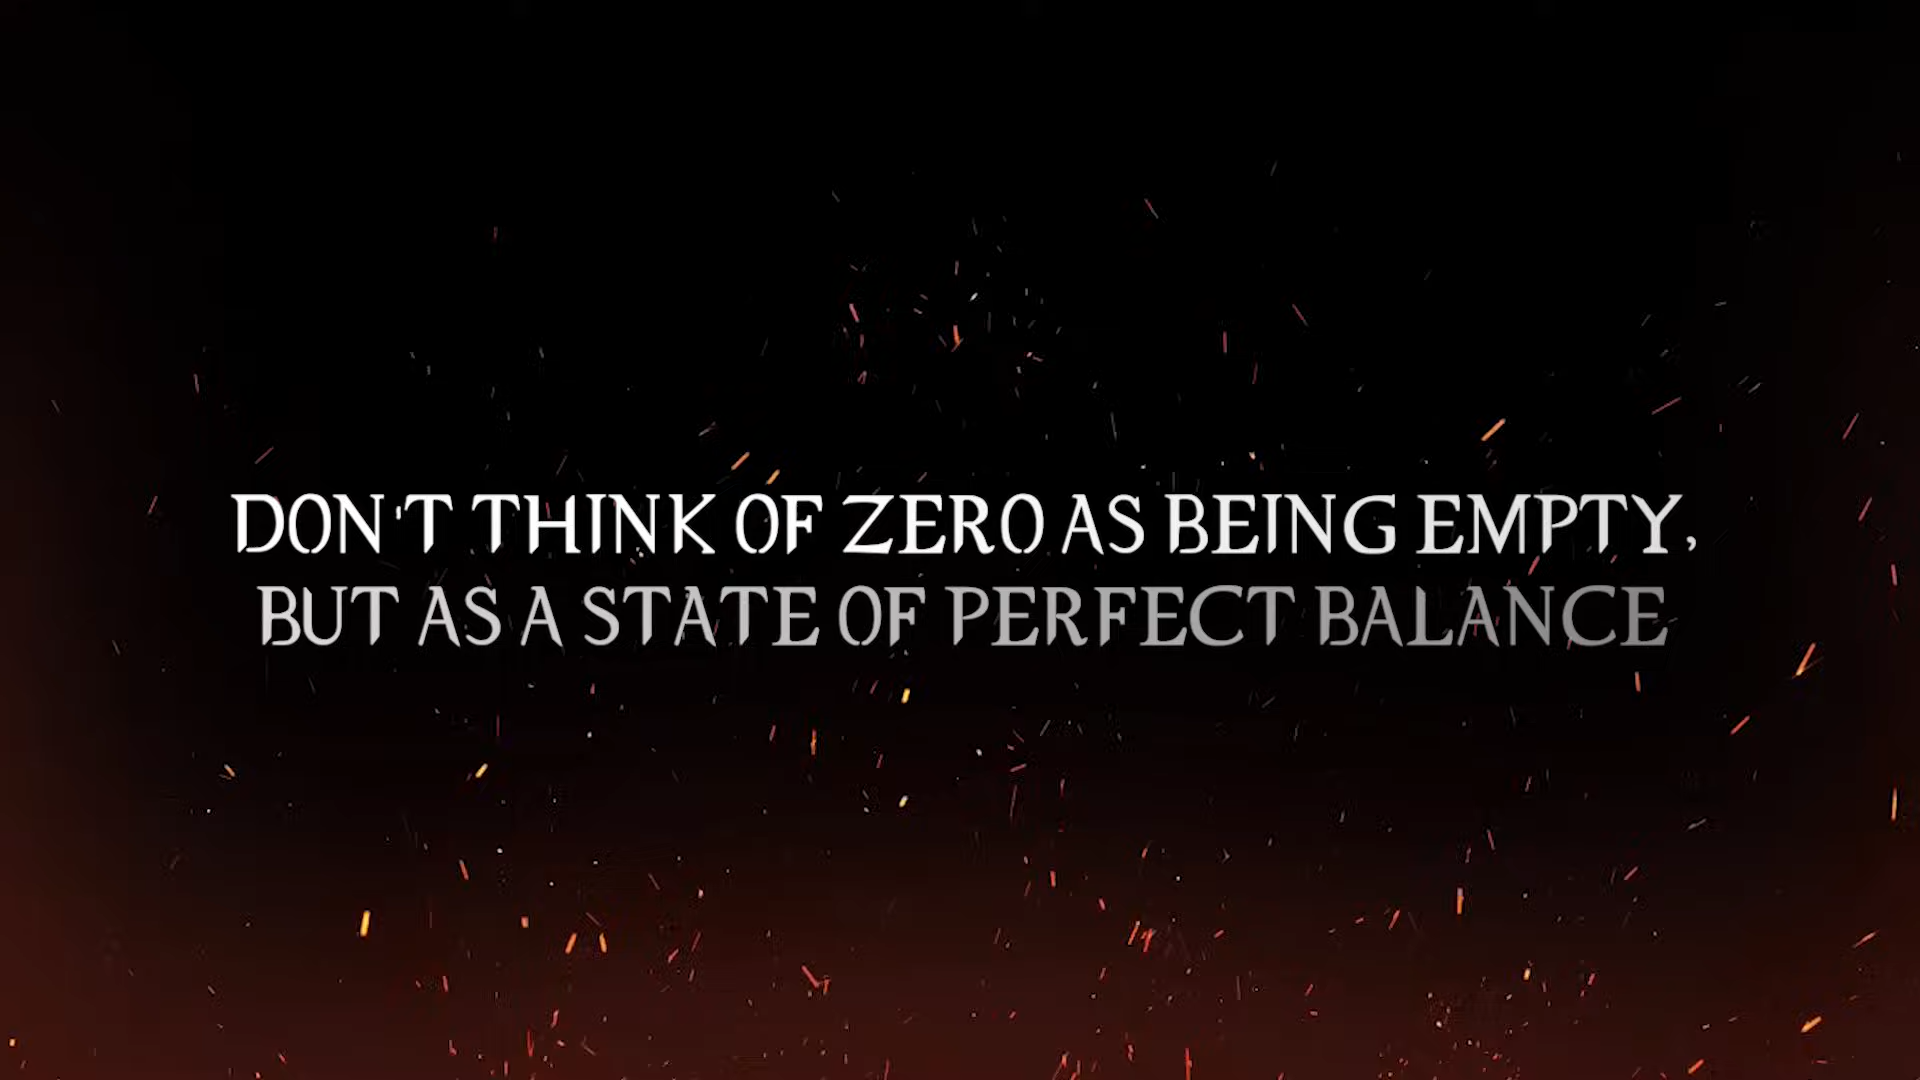 DON'T THINK OF ZERO AS BEING EMPTY,
BUT AS A STATE OF PERFECT BALANCE